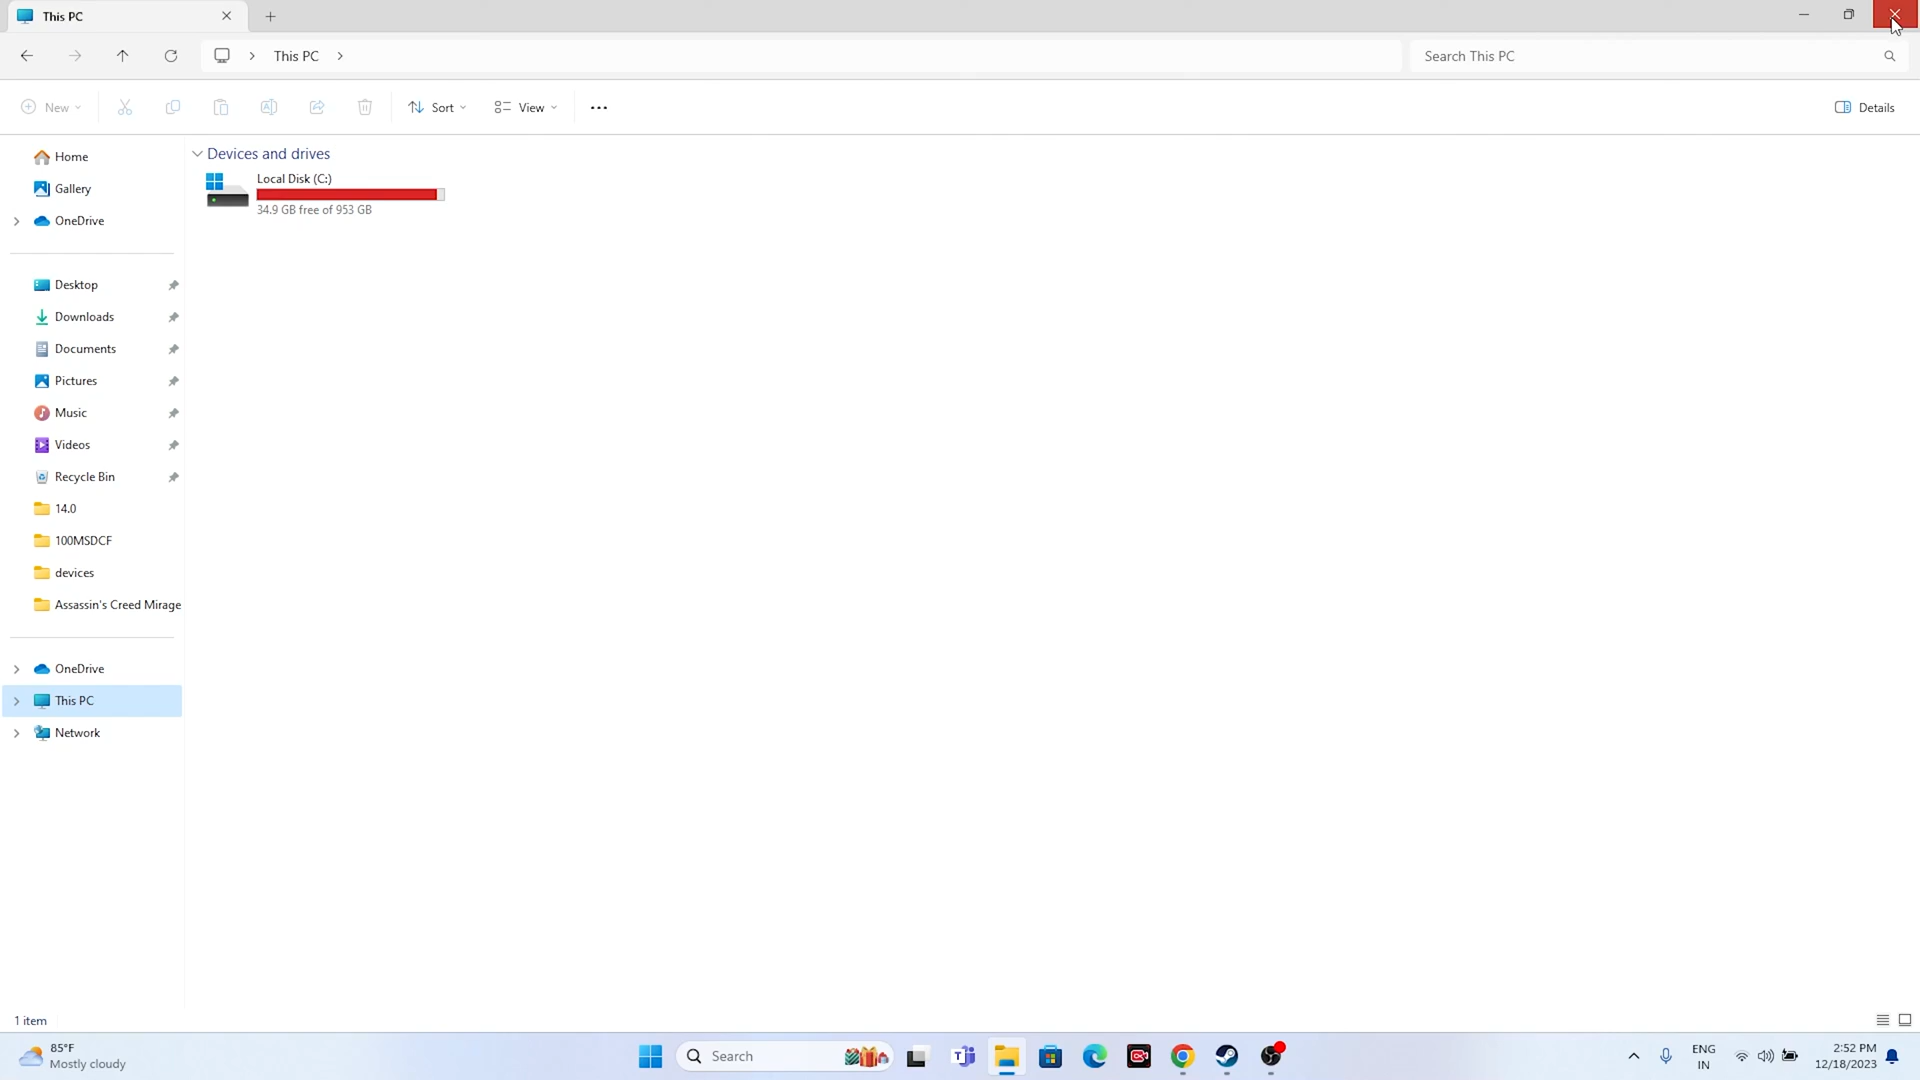 This PC
This PC
Search This PC
New
Sort
View
Details
Home
Gallery
OneDrive
Desktop
Downloads
Documents
Pictures
Music
Videos
Recycle Bin
14.0
100MSDCF
devices
Assassin's Creed Mirage
OneDrive
This PC
Network
Devices and drives
Local Disk (C:)
34.9 GB free of 953 GB
1 item
85°F
Mostly cloudy
Search
ENG
IN
2:52 PM
12/18/2023